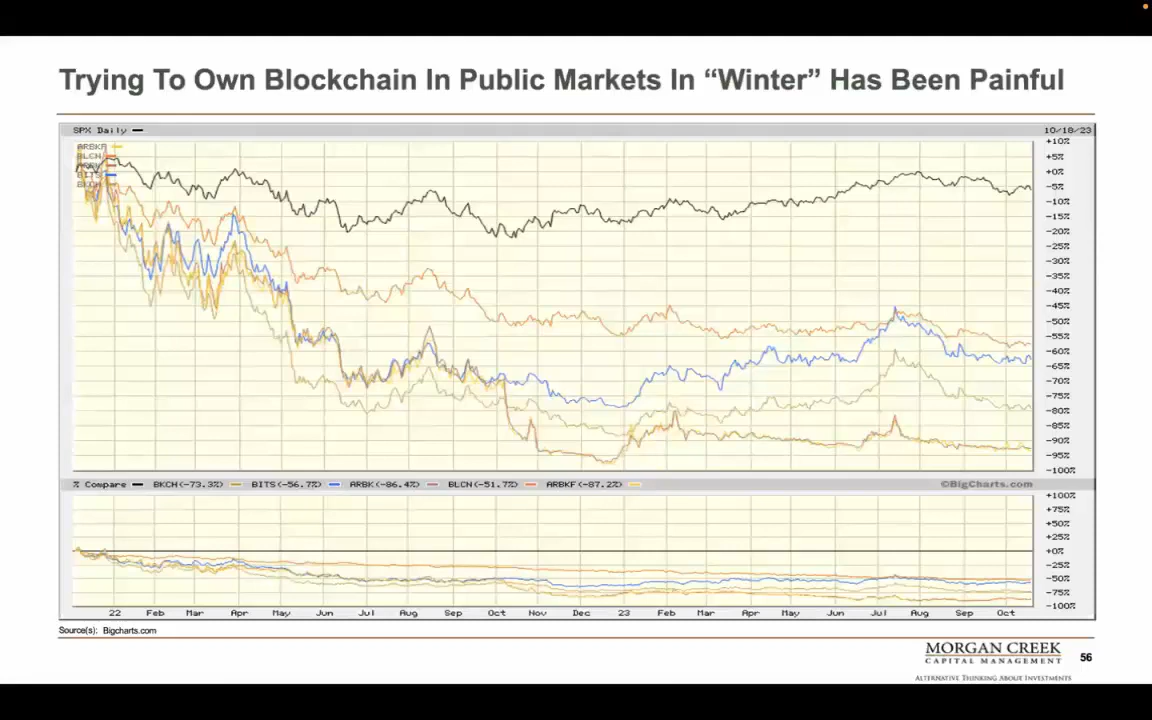 Trying To Own Blockchain In Public Markets In “Winter” Has Been Painful
SPX Daily
10/18/23
ARBKF
BLCN
ARBK
BITS
BKCH
+10%
+5%
+0%
-5%
-10%
-15%
-20%
-25%
-30%
-35%
-40%
-45%
-50%
-55%
-60%
-65%
-70%
-75%
-80%
-85%
-90%
-95%
-100%
% Compare BKCH(-73.3%) BITS(-56.7%) ARBK(-86.4%) BLCN(-51.7%) ARBKF(-87.2%)
©BigCharts.com
+100%
+75%
+50%
+25%
+0%
-25%
-50%
-75%
-100%
22 Feb Mar Apr May Jun Jul Aug Sep Oct Nov Dec 23 Feb Mar Apr May Jun Jul Aug Sep Oct
Source(s): Bigcharts.com
MORGAN CREEK
CAPITAL MANAGEMENT
56
ALTERNATIVE THINKING ABOUT INVESTMENTS